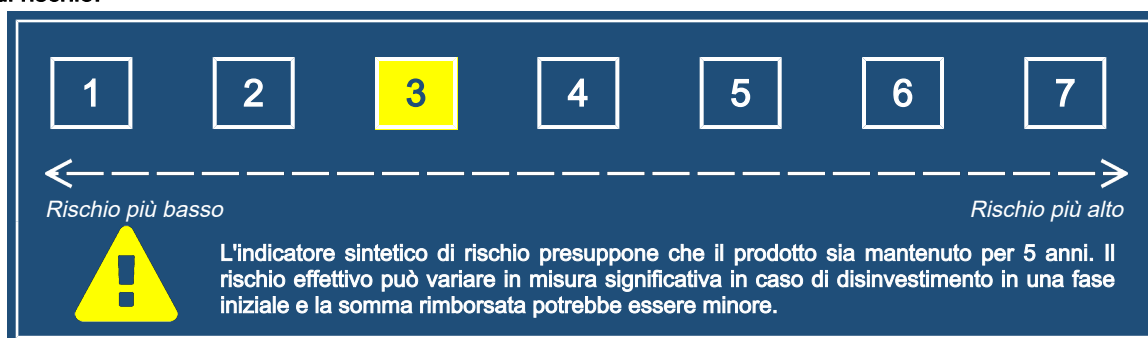 di rischio:
1 2 3 4 5 6 7
Rischio più basso Rischio più alto
L'indicatore sintetico di rischio presuppone che il prodotto sia mantenuto per 5 anni. Il
rischio effettivo può variare in misura significativa in caso di disinvestimento in una fase
iniziale e la somma rimborsata potrebbe essere minore.